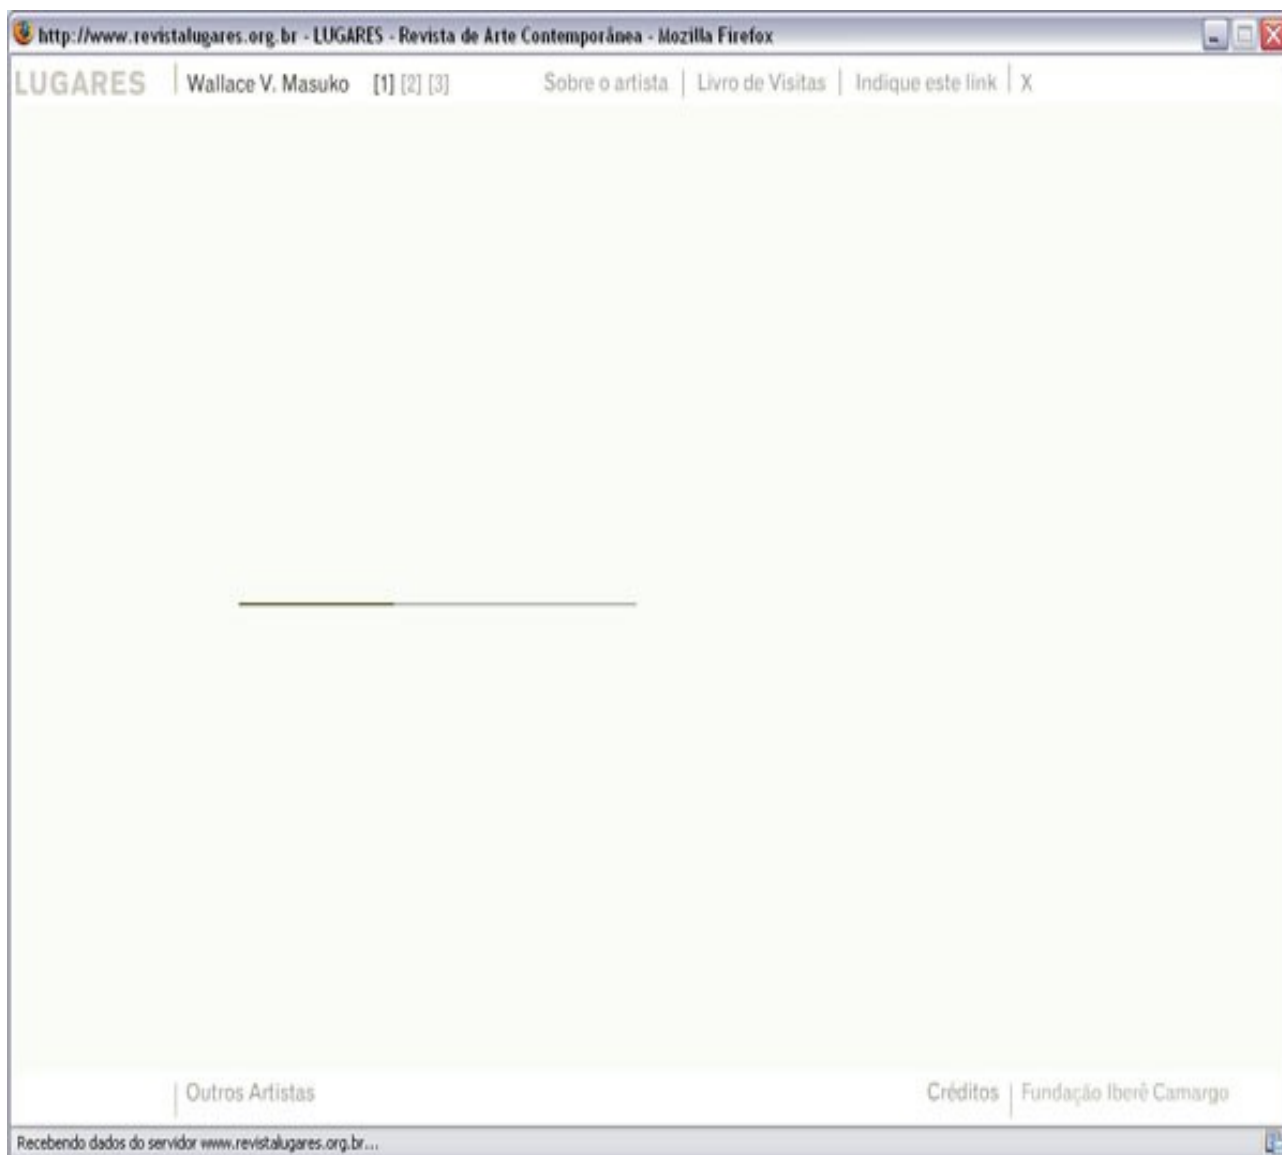 http://www.revistalugares.org.br - LUGARES - Revista de Arte Contemporânea - Mozilla Firefox
LUGARES | Wallace V. Masuko [1] [2] [3] Sobre o artista | Livro de Visitas | Indique este link | X
Outros Artistas Créditos | Fundação Iberê Camargo
Recebendo dados do servidor www.revistalugares.org.br...